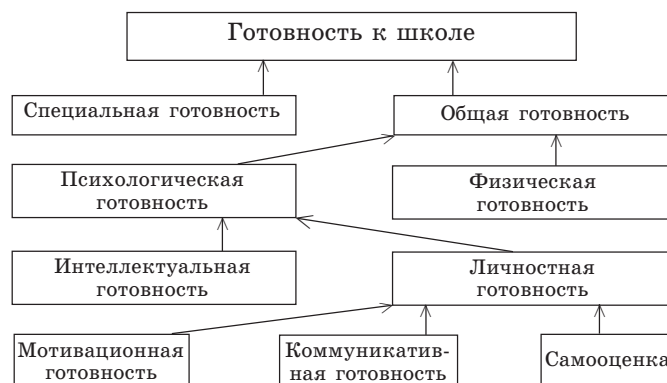 Готовность к школе
Специальная готовность
Общая готовность
Психологическая
готовность
Физическая
готовность
Интеллектуальная
готовность
Личностная
готовность
Мотивационная
готовность
Коммуникатив-
ная готовность
Самооценка